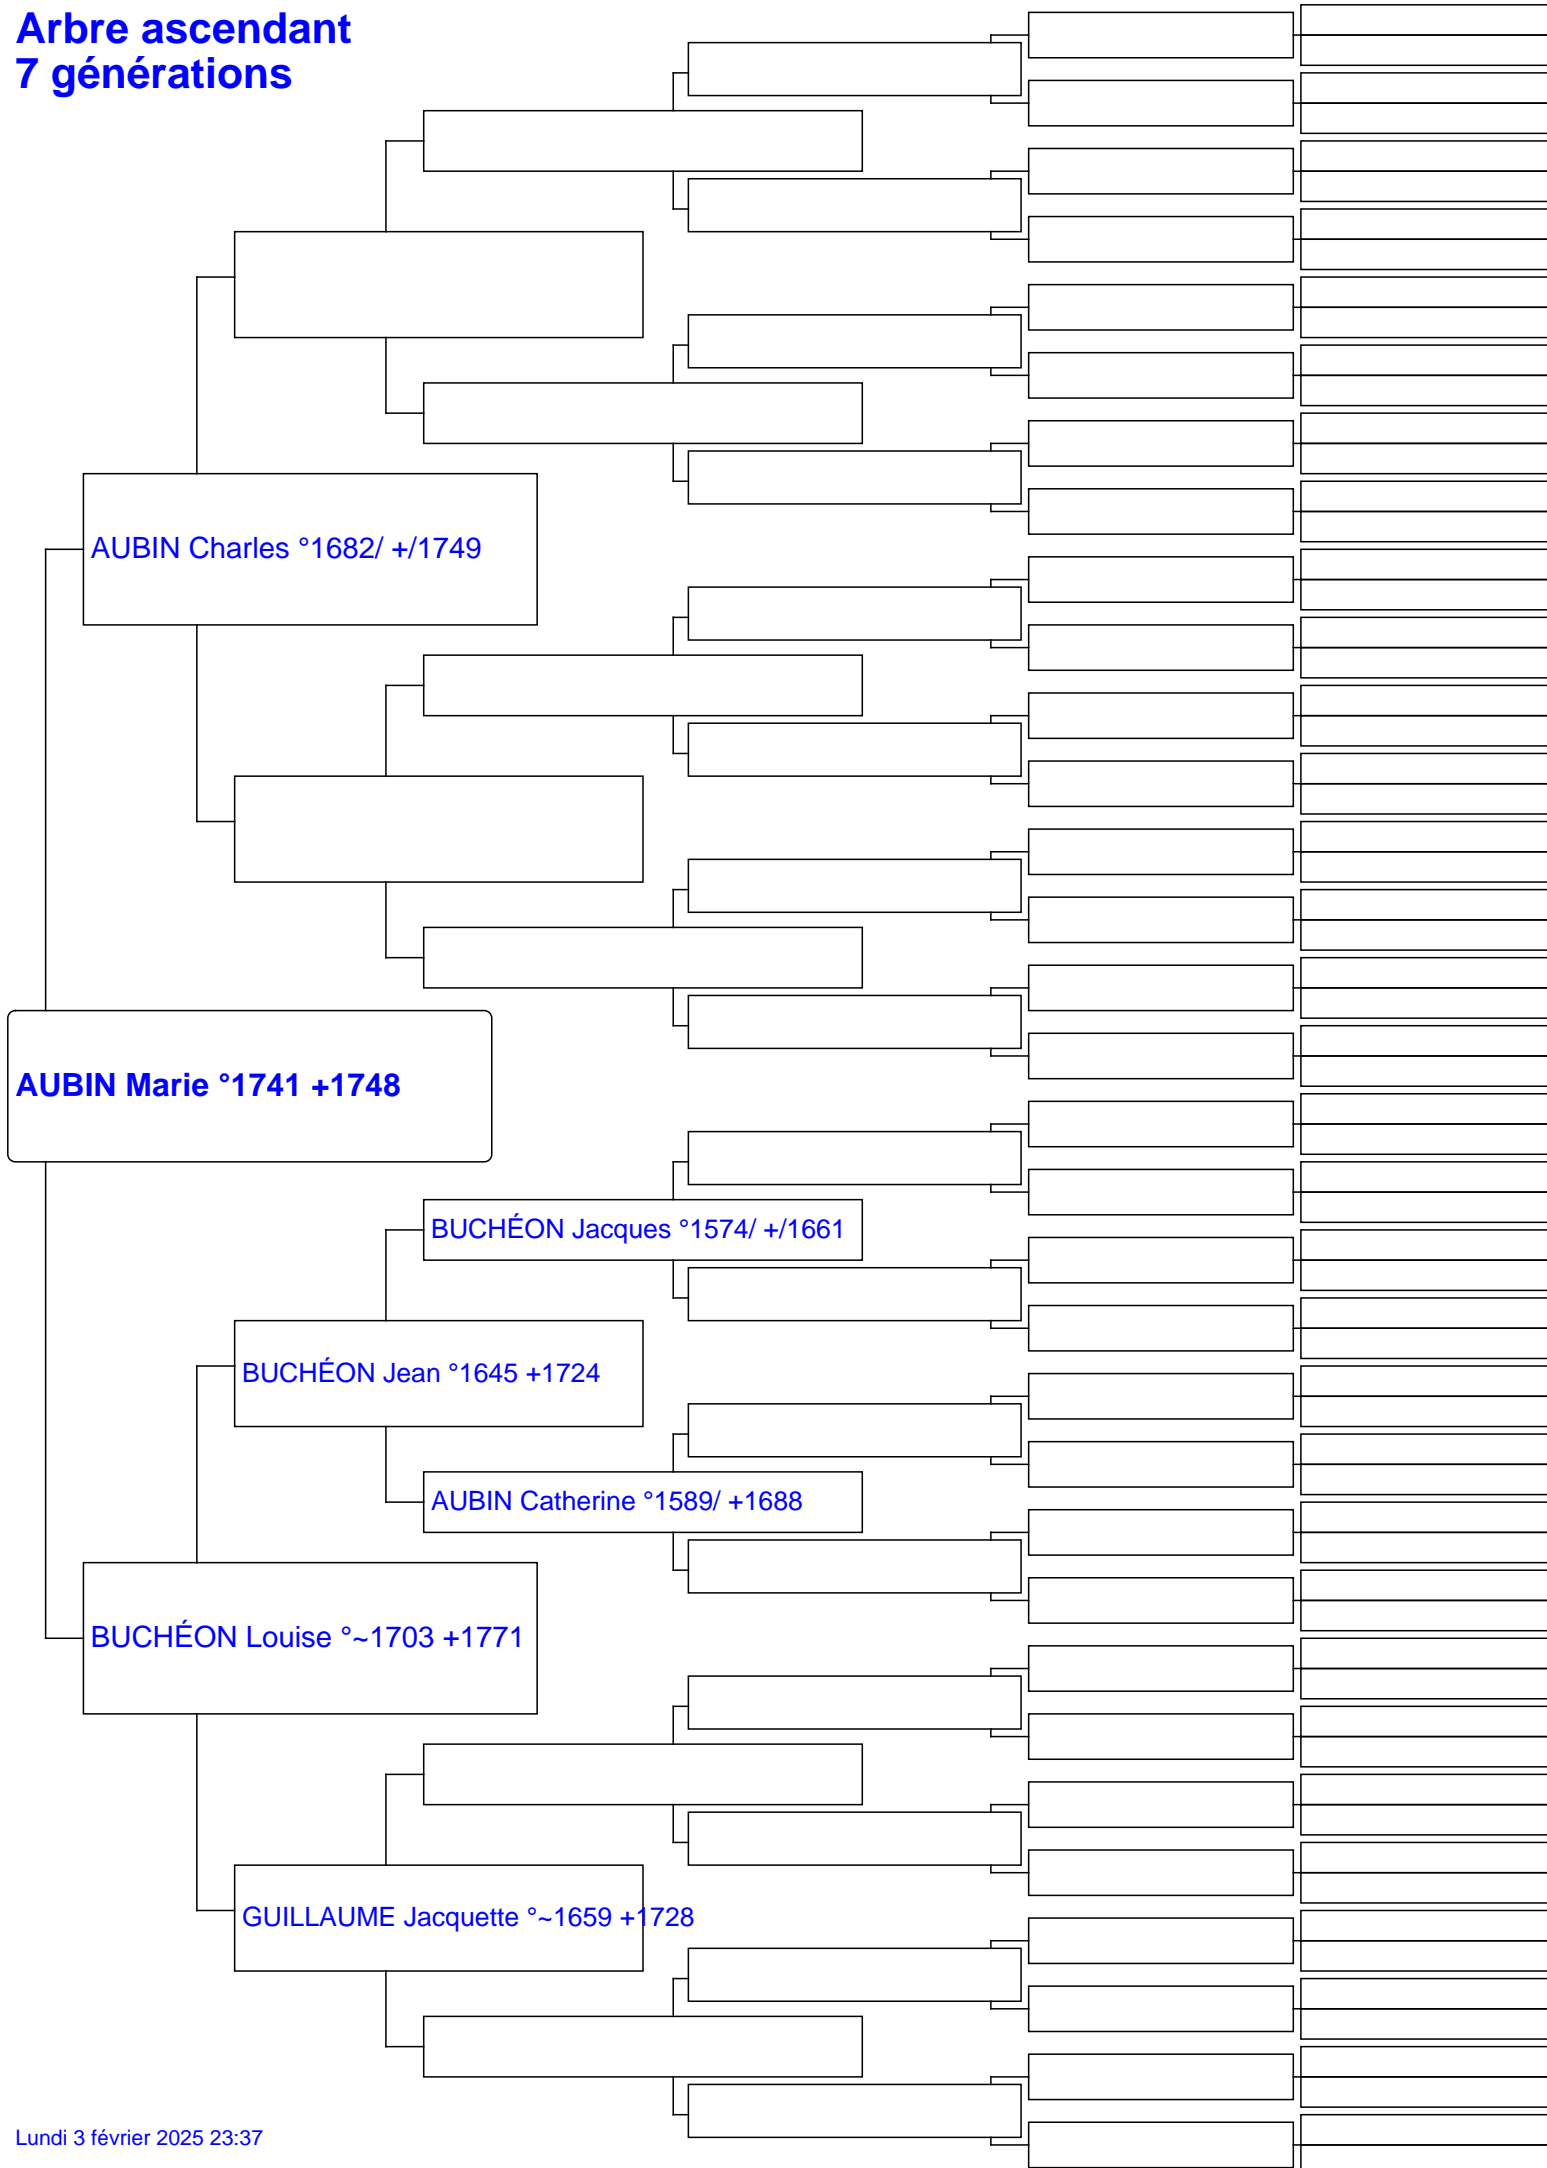 Arbre ascendant
7 générations
AUBIN Charles °1682/ +/1749
AUBIN Marie °1741 +1748
BUCHÉON Jacques °1574/ +/1661
BUCHÉON Jean °1645 +1724
AUBIN Catherine °1589/ +1688
BUCHÉON Louise °~1703 +1771
GUILLAUME Jacquette °~1659 +1728
Lundi 3 février 2025 23:37